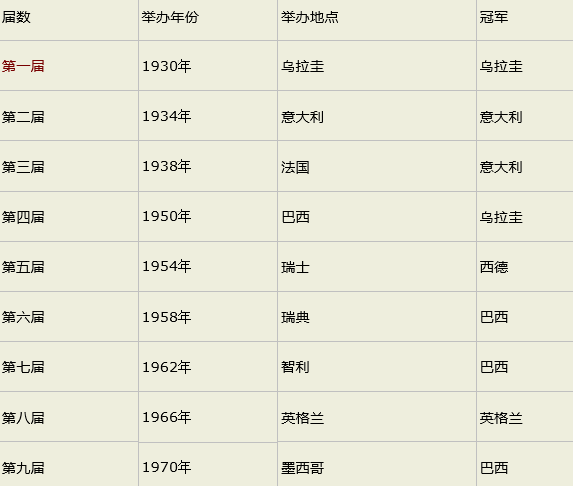 届数 举办年份 举办地点 冠军
第一届 1930年 乌拉圭 乌拉圭
第二届 1934年 意大利 意大利
第三届 1938年 法国 意大利
第四届 1950年 巴西 乌拉圭
第五届 1954年 瑞士 西德
第六届 1958年 瑞典 巴西
第七届 1962年 智利 巴西
第八届 1966年 英格兰 英格兰
第九届 1970年 墨西哥 巴西